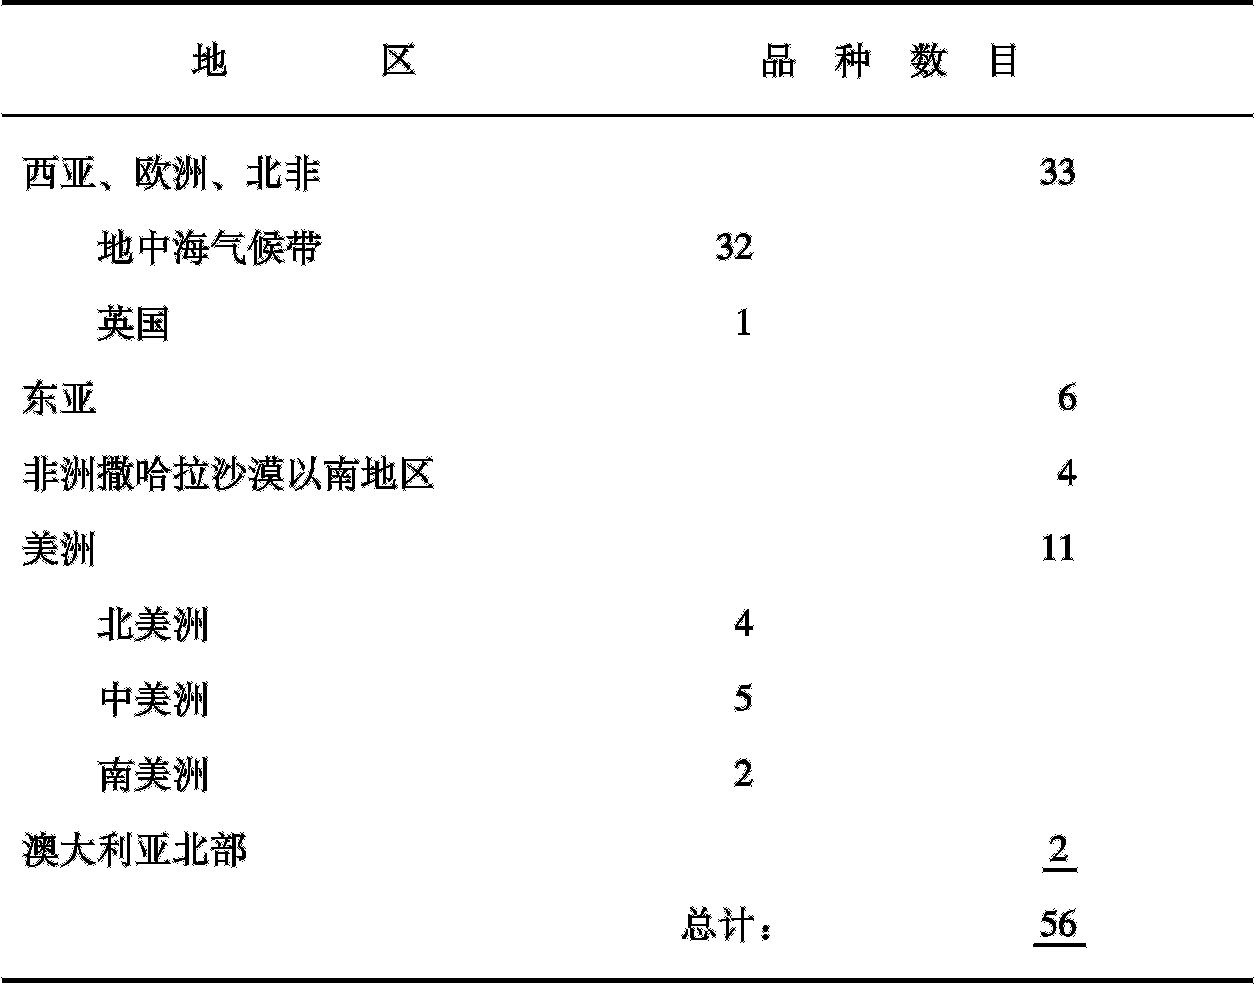 地 区 品 种 数 目
西亚、欧洲、北非 33
地中海气候带 32
英国 1
东亚 6
非洲撒哈拉沙漠以南地区 4
美洲 11
北美洲 4
中美洲 5
南美洲 2
澳大利亚北部 2
总计： 56